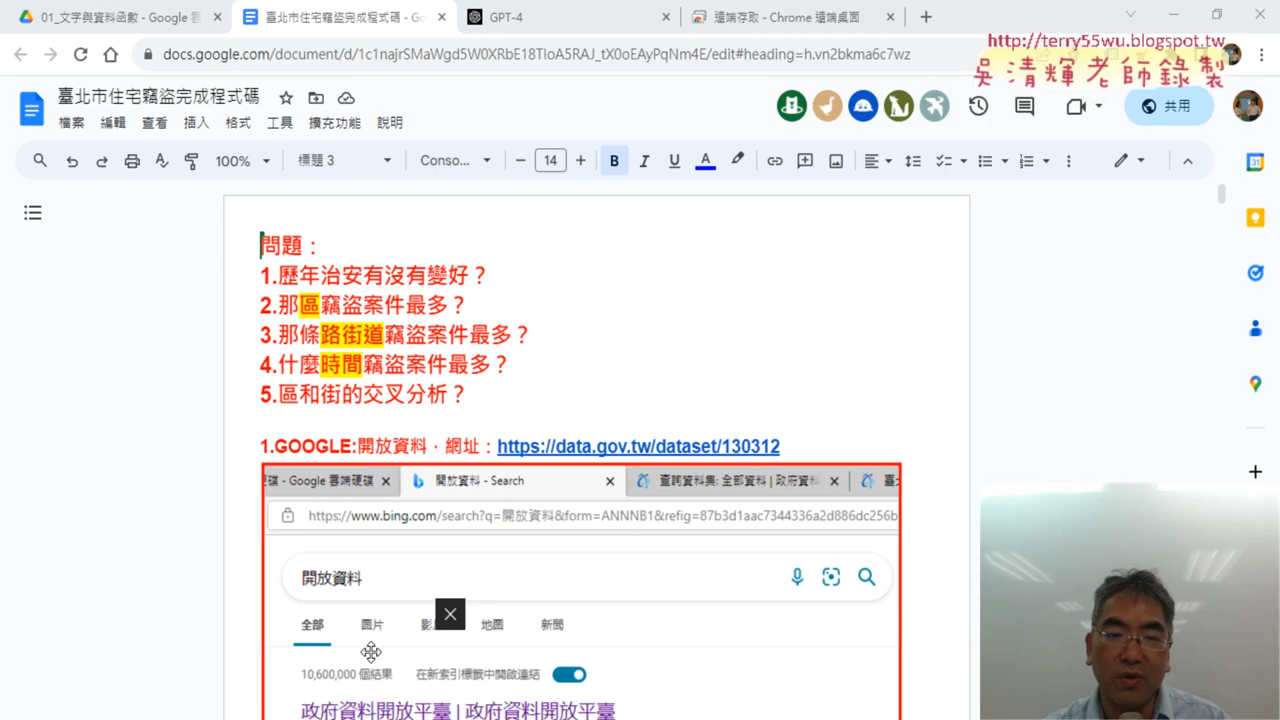 01_文字與資料函數 - Google 雲
臺北市住宅竊盜完成程式碼 - Go
GPT-4
遠端存取 - Chrome 遠端桌面
docs.google.com/document/d/1c1najrSMaWgd5W0XRbE18TIoA5RAJ_tX0oEAyPqNm4E/edit#heading=h.vn2bkma6c7wz
http://terry55wu.blogspot.tw
吳清輝老師錄製
臺北市住宅竊盜完成程式碼
檔案 編輯 查看 插入 格式 工具 擴充功能 說明
共用
100% 標題 3 Conso... 14 B I U A
問題：
1.歷年治安有沒有變好？
2.那區竊盜案件最多？
3.那條路街道竊盜案件最多？
4.什麼時間竊盜案件最多？
5.區和街的交叉分析？
1.GOOGLE:開放資料，網址：https://data.gov.tw/dataset/130312
碟 - Google 雲端硬碟
開放資料 - Search
查詢資料集: 全部資料 | 政府資料
https://www.bing.com/search?q=開放資料&form=ANNNB1&refig=87b3d1aac7344336a2d886dc256b
開放資料
全部 圖片 影 地圖 新聞
10,600,000 個結果 在新索引標籤中開啟連結
政府資料開放平臺 | 政府資料開放平臺